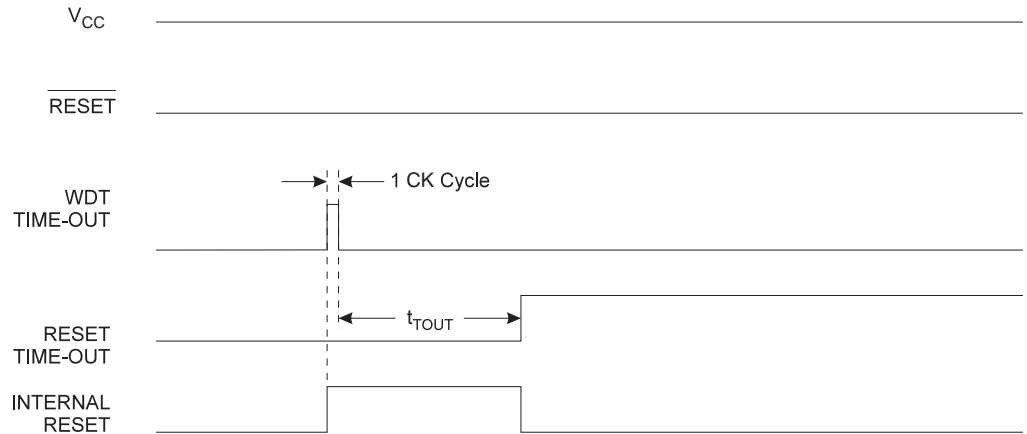 VCC
RESET
1 CK Cycle
WDT
TIME-OUT
tTOUT
RESET
TIME-OUT
INTERNAL
RESET